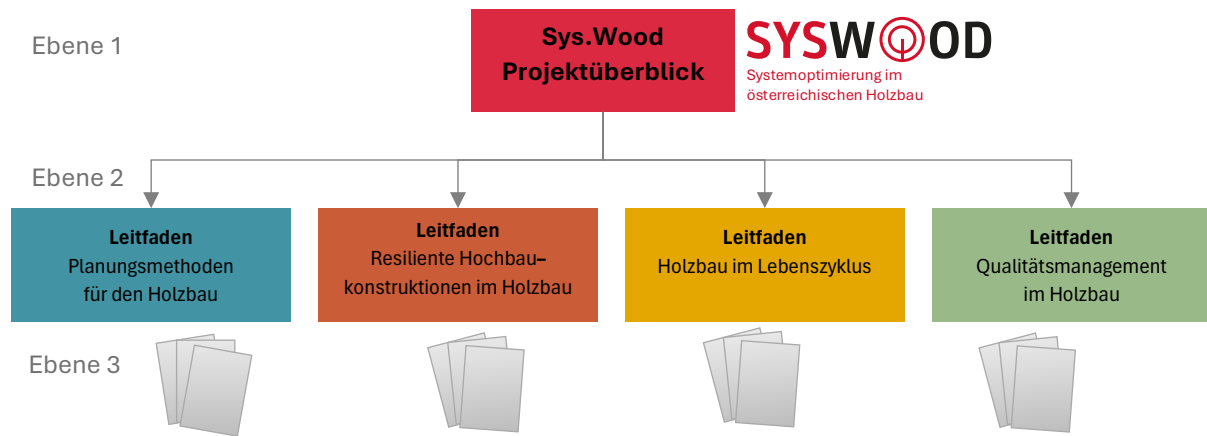 Ebene 1
Sys.Wood
Projektüberblick
SYSWOOD
Systemoptimierung im
österreichischen Holzbau
Ebene 2
Leitfaden
Planungsmethoden
für den Holzbau
Leitfaden
Resiliente Hochbau–
konstruktionen im Holzbau
Leitfaden
Holzbau im Lebenszyklus
Leitfaden
Qualitätsmanagement
im Holzbau
Ebene 3